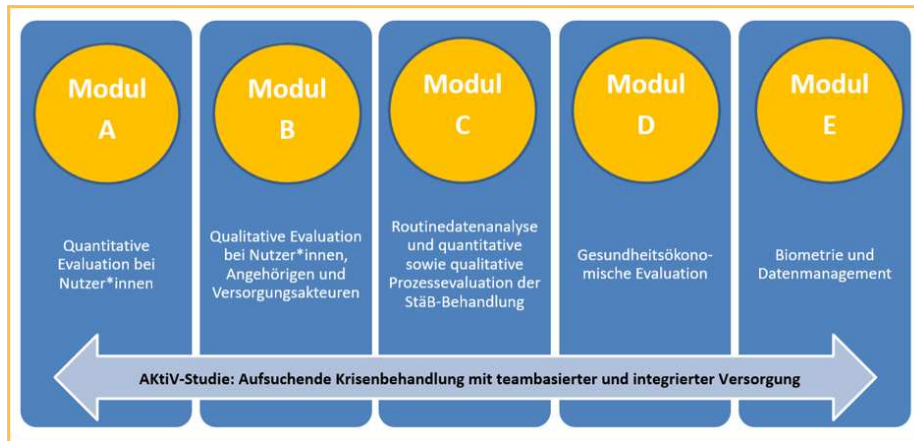 Modul
A
Quantitative
Evaluation bei
Nutzer*innen
Modul
B
Qualitative Evaluation
bei Nutzer*innen,
Angehörigen und
Versorgungsakteuren
Modul
C
Routinedatenanalyse
und quantitative
sowie qualitative
Prozessevaluation der
StäB-Behandlung
Modul
D
Gesundheitsökono-
mische Evaluation
Modul
E
Biometrie und
Datenmanagement
AKtiV-Studie: Aufsuchende Krisenbehandlung mit teambasierter und integrierter Versorgung